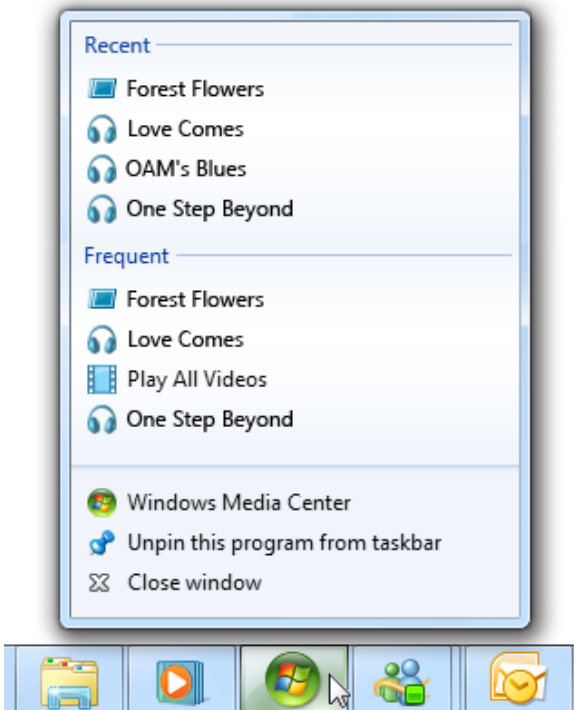 Recent
Forest Flowers
Love Comes
OAM's Blues
One Step Beyond
Frequent
Forest Flowers
Love Comes
Play All Videos
One Step Beyond
Windows Media Center
Unpin this program from taskbar
Close window